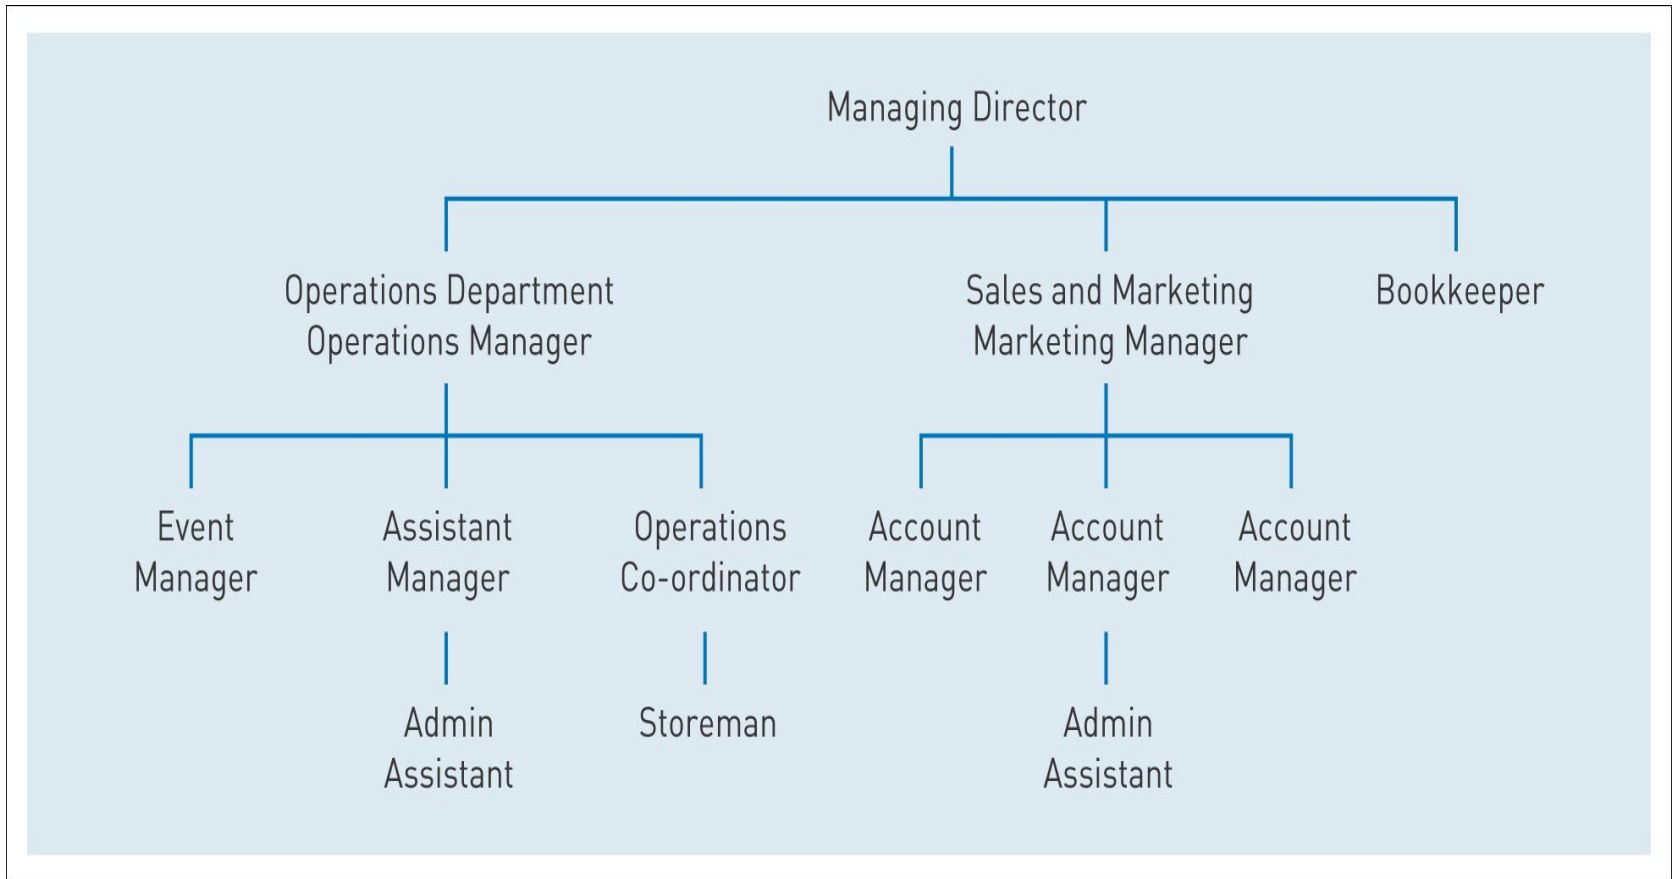 Managing Director
Operations Department
Operations Manager
Sales and Marketing
Marketing Manager
Bookkeeper
Event
Manager
Assistant
Manager
Operations
Co-ordinator
Account
Manager
Account
Manager
Account
Manager
Admin
Assistant
Storeman
Admin
Assistant